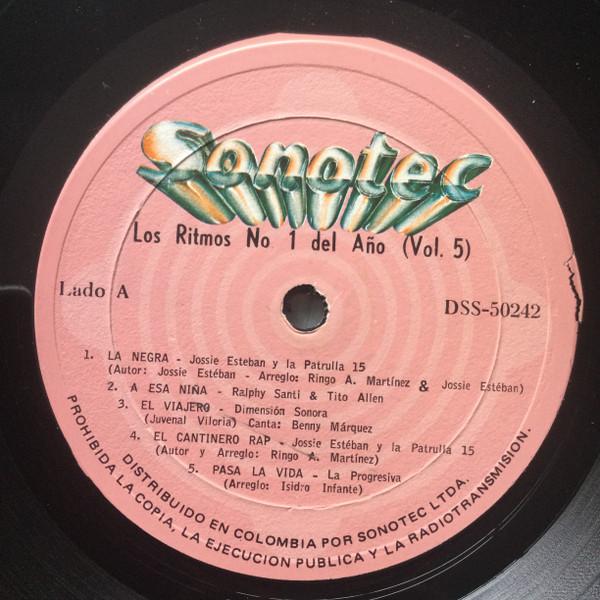 Sonotec
Los Ritmos No 1 del Año (Vol. 5)
Lado A
DSS-50242
1. LA NEGRA - Jossie Esteban y la Patrulla 15
(Autor: Jossie Estéban - Arreglo: Ringo A. Martínez & Jossie Estéban)
2. A ESA NIÑA - Ralphy Santi & Tito Allen
3. EL VIAJERO - Dimensión Sonora
(Juvenal Viloria) Canta: Benny Márquez
4. EL CANTINERO RAP - Jossie Estéban y la Patrulla 15
(Autor y Arreglo: Ringo A. Martínez)
5. PASA LA VIDA - La Progresiva
(Arreglo: Isidro Infante)
DISTRIBUIDO EN COLOMBIA POR SONOTEC LTDA.
PROHIBIDA LA COPIA, LA EJECUCION PUBLICA Y LA RADIOTRANSMISION.